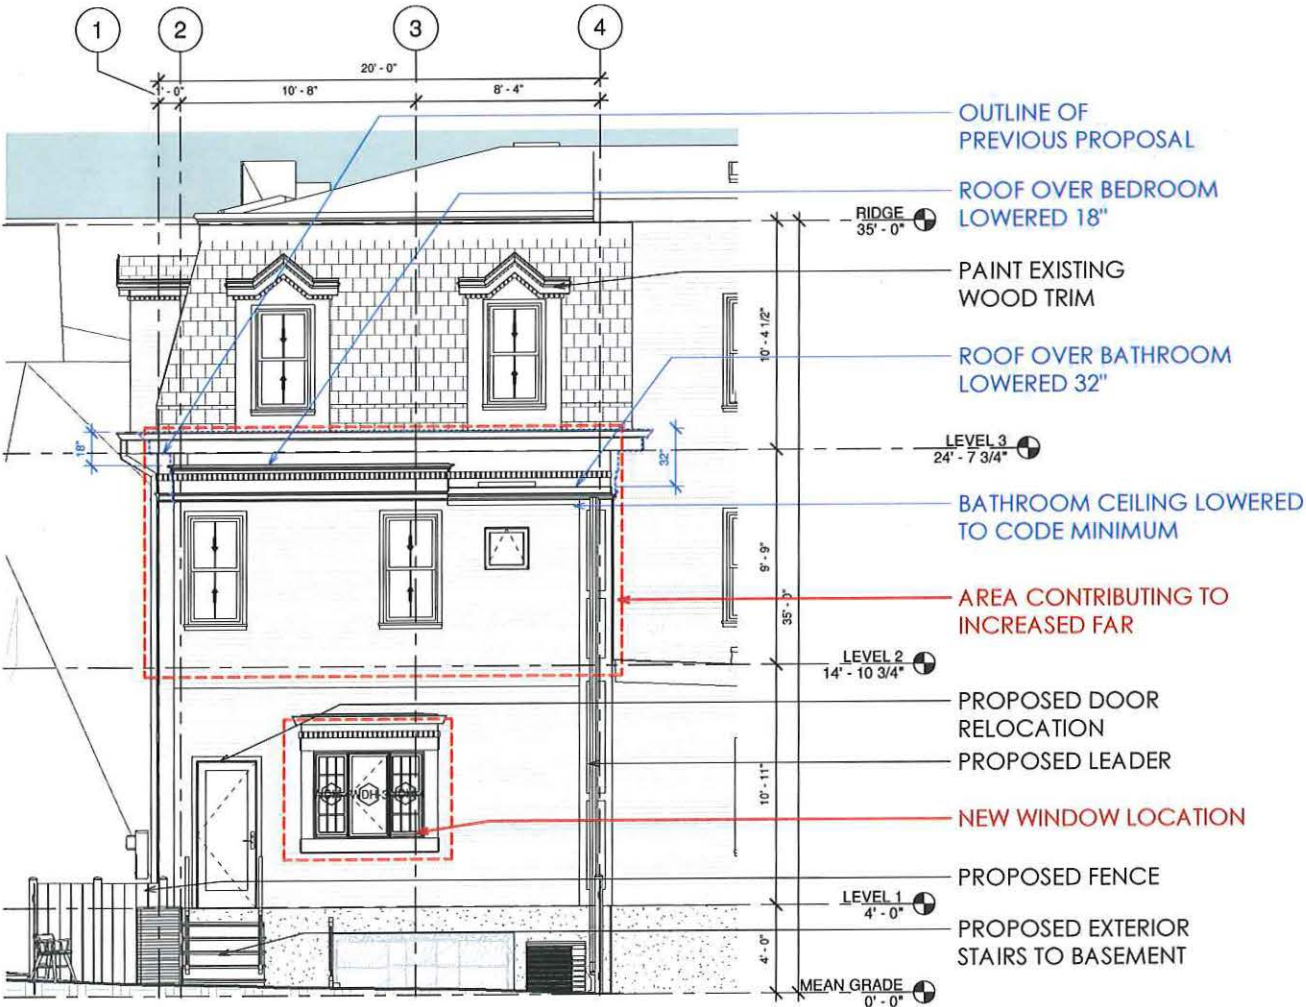 1
2
3
4
20' - 0"
10' - 8"
8' - 4"
OUTLINE OF
PREVIOUS PROPOSAL
ROOF OVER BEDROOM
LOWERED 18"
RIDGE
35' - 0"
PAINT EXISTING
WOOD TRIM
10' - 4 1/2"
ROOF OVER BATHROOM
LOWERED 32"
18"
32"
LEVEL 3
24' - 7 3/4"
BATHROOM CEILING LOWERED
TO CODE MINIMUM
9' - 9"
35' - 0"
AREA CONTRIBUTING TO
INCREASED FAR
LEVEL 2
14' - 10 3/4"
PROPOSED DOOR
RELOCATION
PROPOSED LEADER
10' - 11"
WDH-3
NEW WINDOW LOCATION
PROPOSED FENCE
LEVEL 1
4' - 0"
PROPOSED EXTERIOR
STAIRS TO BASEMENT
4' - 0"
MEAN GRADE
0' - 0"